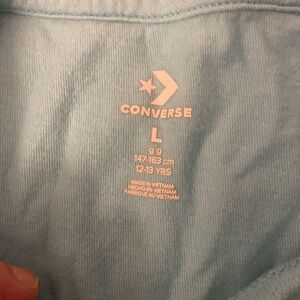 CONVERSE
L
g g
147-163 cm
12-13 YRS
MADE IN VIETNAM
HECHO EN VIETNAM
FABRIQUÉ AU VIETNAM